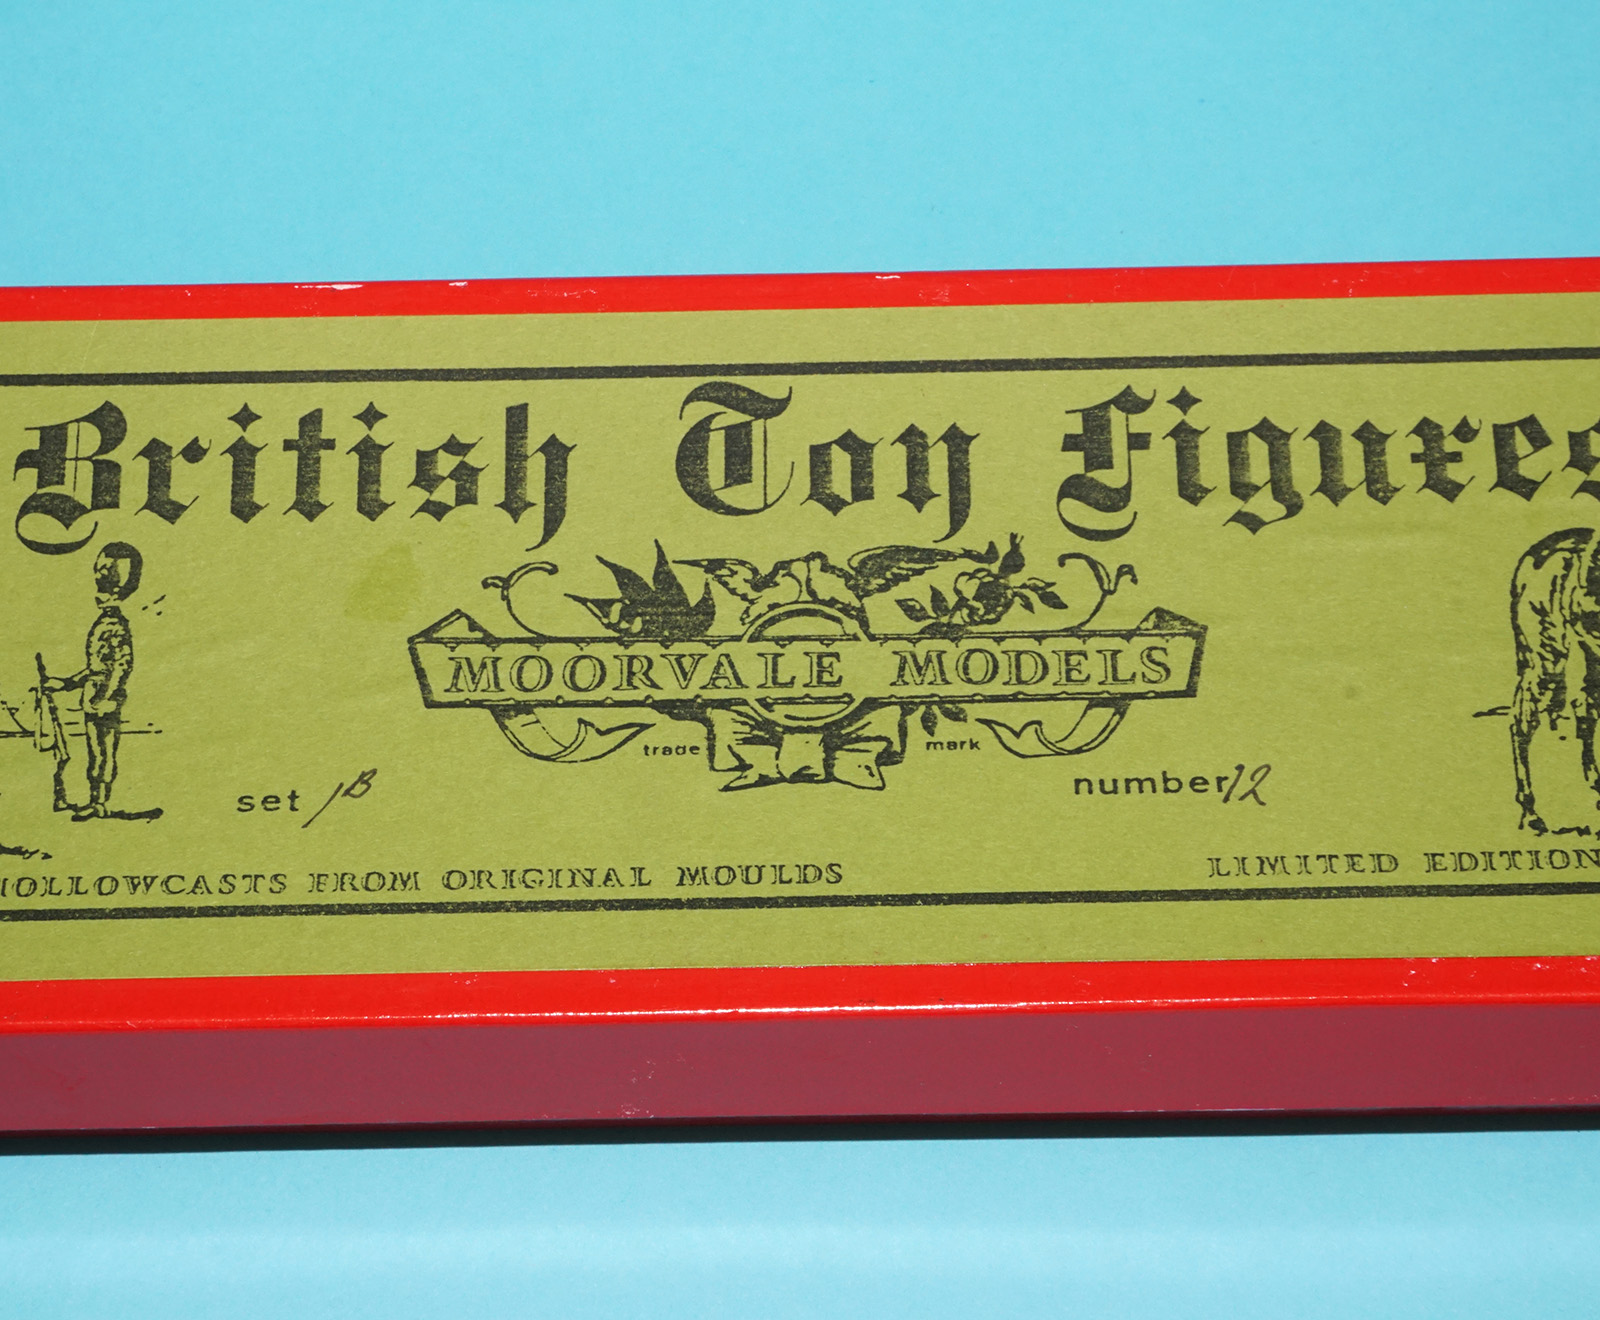 British Toy Figures
MOORVALE MODELS
trade mark
set 1B
number 12
HOLLOWCASTS FROM ORIGINAL MOULDS
LIMITED EDITION